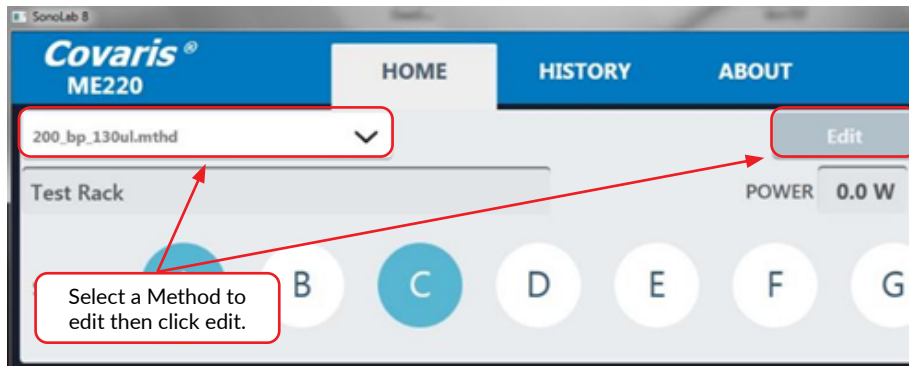 SonoLab 8
Covaris ®
ME220
HOME
HISTORY
ABOUT
200_bp_130ul.mthd
Edit
Test Rack
POWER 0.0 W
B C D E F G
Select a Method to
edit then click edit.